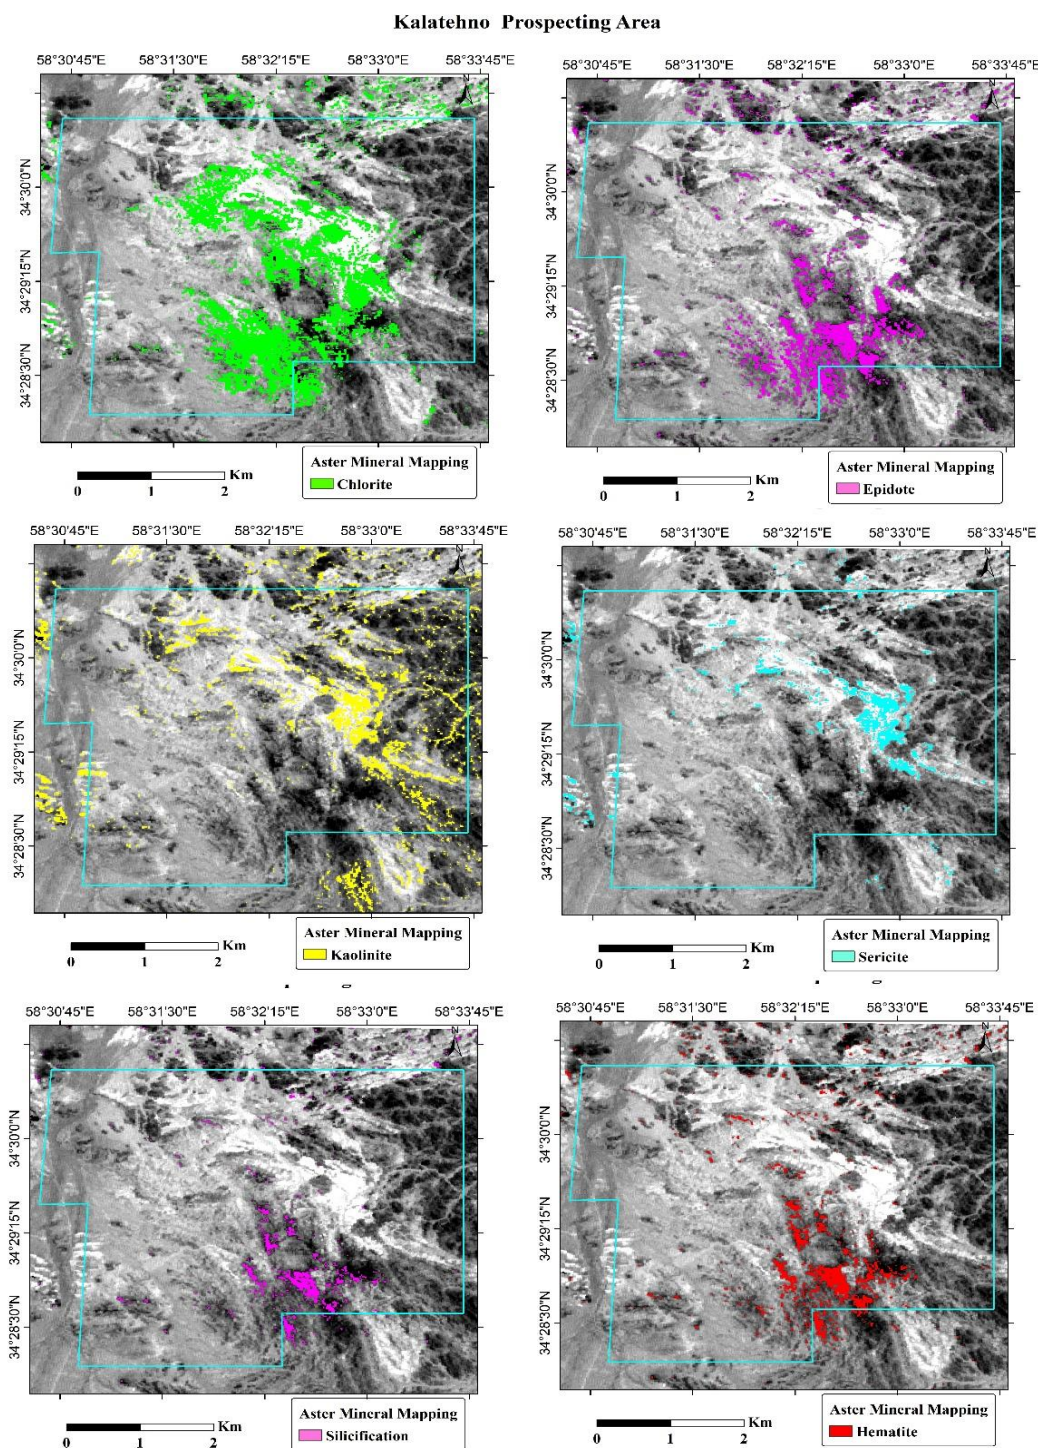 Kalatehno Prospecting Area
58°30'45"E 58°31'30"E 58°32'15"E 58°33'0"E 58°33'45"E
58°30'45"E 58°31'30"E 58°32'15"E 58°33'0"E 58°33'45"E
N
N
34°30'0"N
34°29'15"N
34°28'30"N
34°30'0"N
34°29'15"N
34°28'30"N
Km
0 1 2
Aster Mineral Mapping
Chlorite
Km
0 1 2
Aster Mineral Mapping
Epidote
58°30'45"E 58°31'30"E 58°32'15"E 58°33'0"E 58°33'45"E
58°30'45"E 58°31'30"E 58°32'15"E 58°33'0"E 58°33'45"E
N
N
34°30'0"N
34°29'15"N
34°28'30"N
34°30'0"N
34°29'15"N
34°28'30"N
Km
0 1 2
Aster Mineral Mapping
Kaolinite
Km
0 1 2
Aster Mineral Mapping
Sericite
58°30'45"E 58°31'30"E 58°32'15"E 58°33'0"E 58°33'45"E
58°30'45"E 58°31'30"E 58°32'15"E 58°33'0"E 58°33'45"E
N
N
34°30'0"N
34°29'15"N
34°28'30"N
34°30'0"N
34°29'15"N
34°28'30"N
Km
0 1 2
Aster Mineral Mapping
Silicification
Km
0 1 2
Aster Mineral Mapping
Hematite